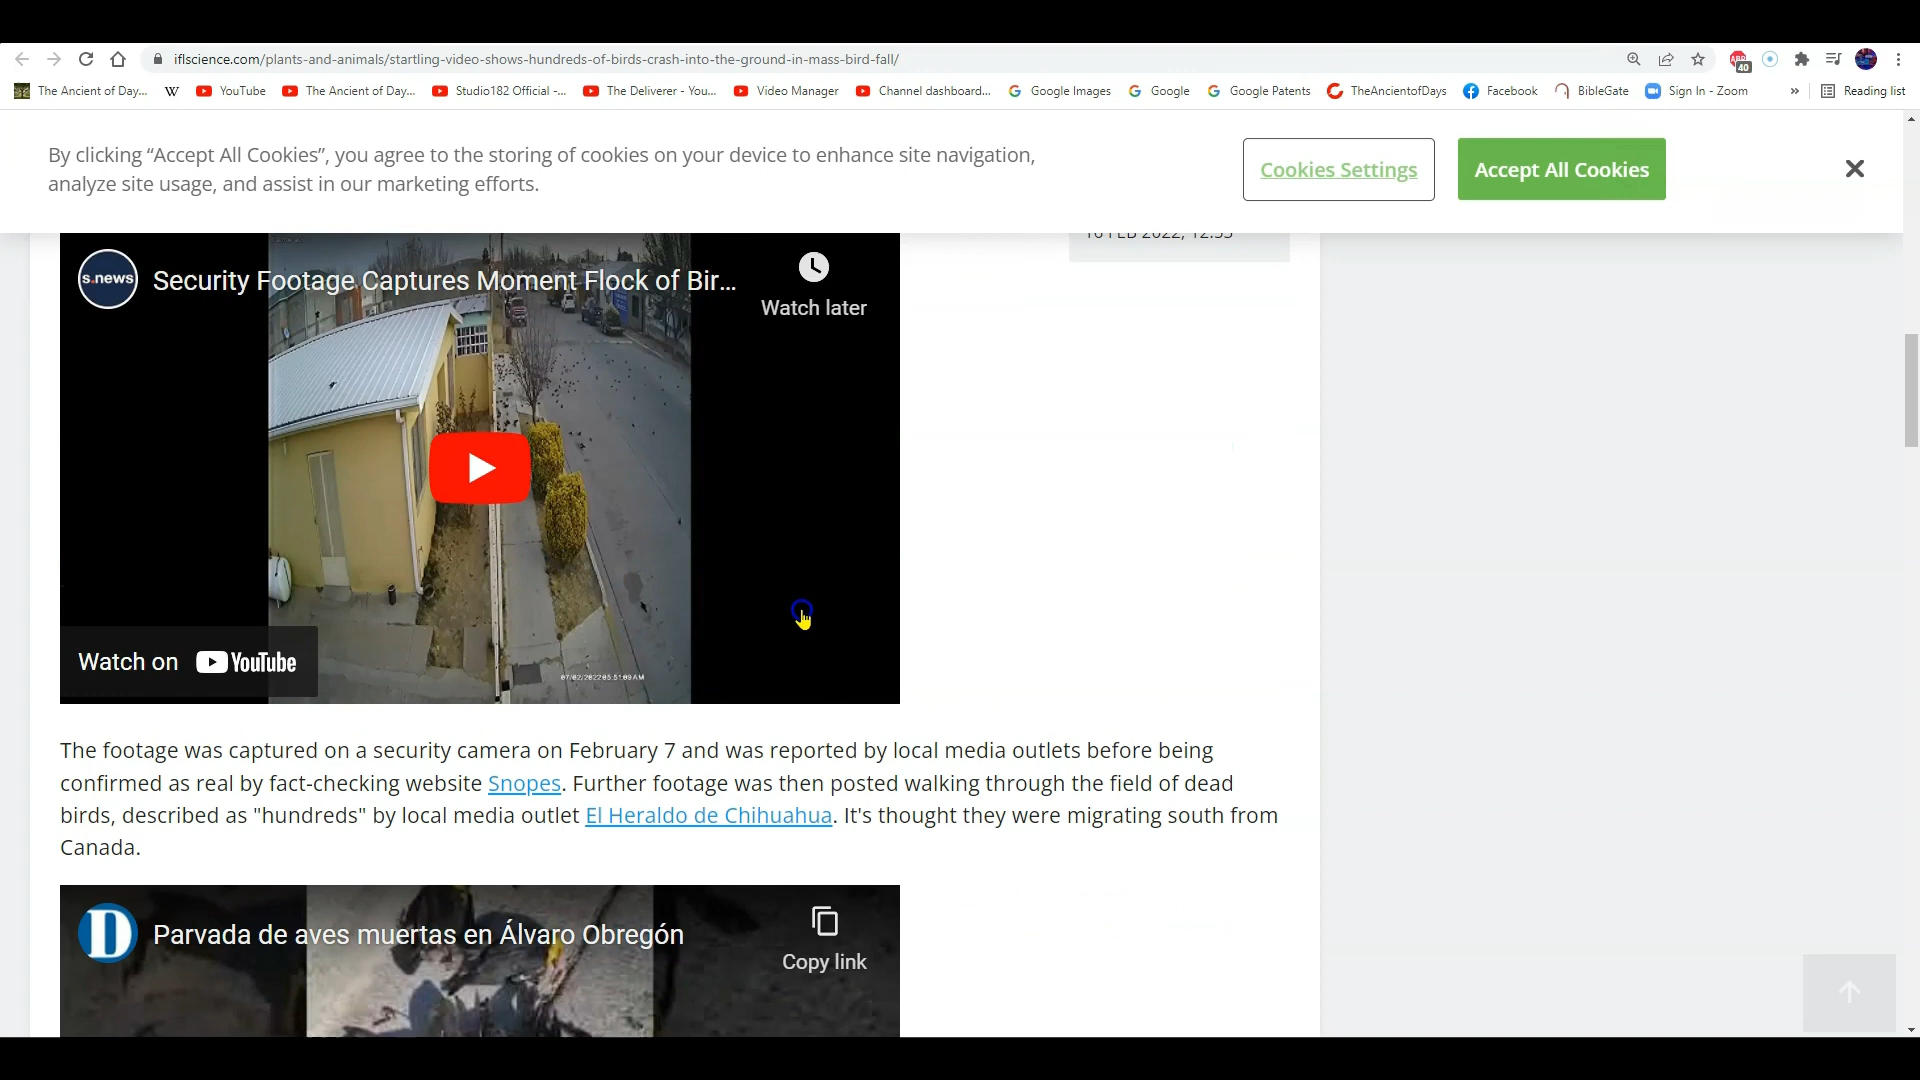 iflscience.com/plants-and-animals/startling-video-shows-hundreds-of-birds-crash-into-the-ground-in-mass-bird-fall/
40
The Ancient of Day... W YouTube The Ancient of Day... Studio182 Official -... The Deliverer - You... Video Manager Channel dashboard... Google Images Google Google Patents TheAncientofDays Facebook BibleGate Sign In - Zoom » Reading list
By clicking “Accept All Cookies”, you agree to the storing of cookies on your device to enhance site navigation,
analyze site usage, and assist in our marketing efforts.
Cookies Settings
Accept All Cookies
16 FEB 2022, 12:55
s.news
Security Footage Captures Moment Flock of Bir...
Watch later
Watch on YouTube
The footage was captured on a security camera on February 7 and was reported by local media outlets before being
confirmed as real by fact-checking website Snopes. Further footage was then posted walking through the field of dead
birds, described as "hundreds" by local media outlet El Heraldo de Chihuahua. It's thought they were migrating south from
Canada.
D
Parvada de aves muertas en Álvaro Obregón
Copy link